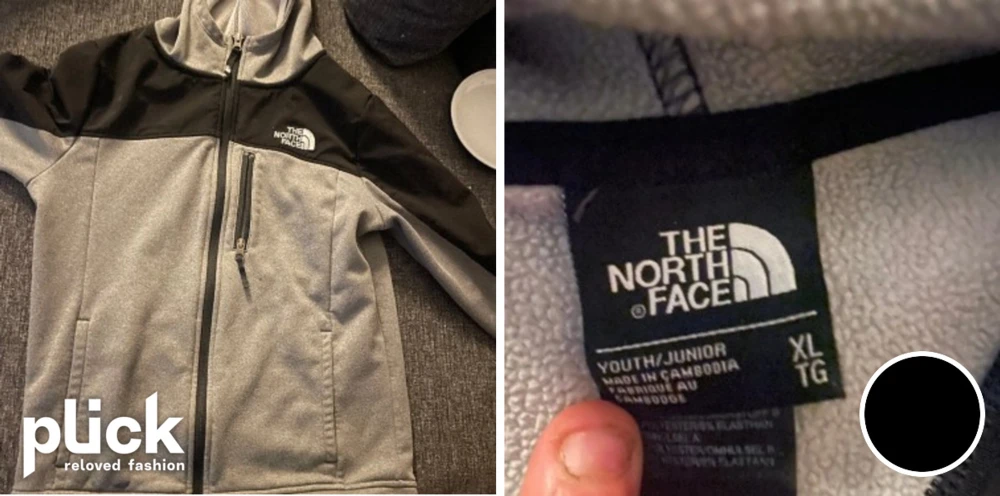 THE
NORTH
FACE
plick
reloved fashion
THE
NORTH
®FACE
YOUTH/JUNIOR
MADE IN CAMBODIA
FABRIQUE AU
CAMBODGE
XL
TG